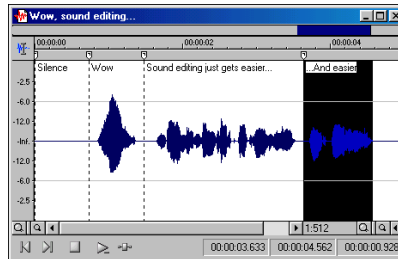 Wow, sound editing...
00:00:00 00:00:02 00:00:04
Silence Wow Sound editing just gets easier... ...And easier
-2.5
-6.0
-12.0
-Inf.
-12.0
-6.0
-2.5
1:512
00:00:03.633 00:00:04.562 00:00:00.928